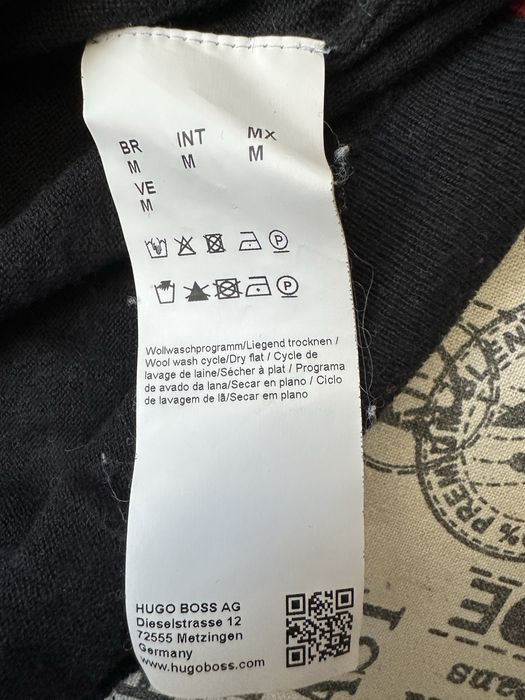 BR INT MX
M M M
VE
M
P
P
Wollwaschprogramm/Liegend trocknen /
Wool wash cycle/Dry flat / Cycle de
lavage de laine/Sécher à plat / Programa
de avado da lana/Secar en plano / Ciclo
de lavagem de lã/Secar em plano
HUGO BOSS AG
Dieselstrasse 12
72555 Metzingen
Germany
www.hugoboss.com